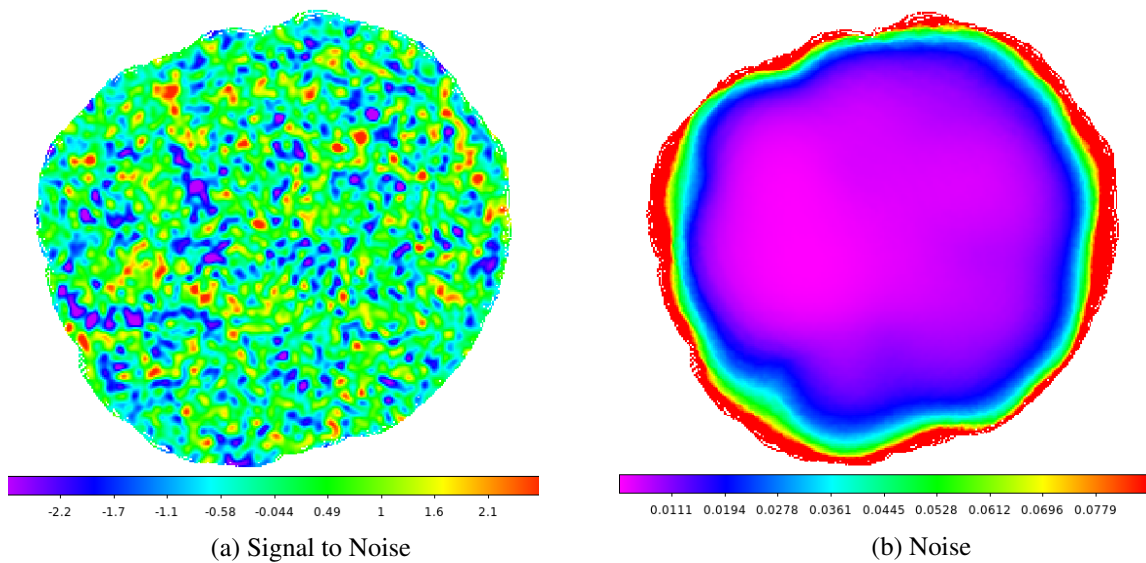 -2.2 -1.7 -1.1 -0.58 -0.044 0.49 1 1.6 2.1
(a) Signal to Noise
0.0111 0.0194 0.0278 0.0361 0.0445 0.0528 0.0612 0.0696 0.0779
(b) Noise